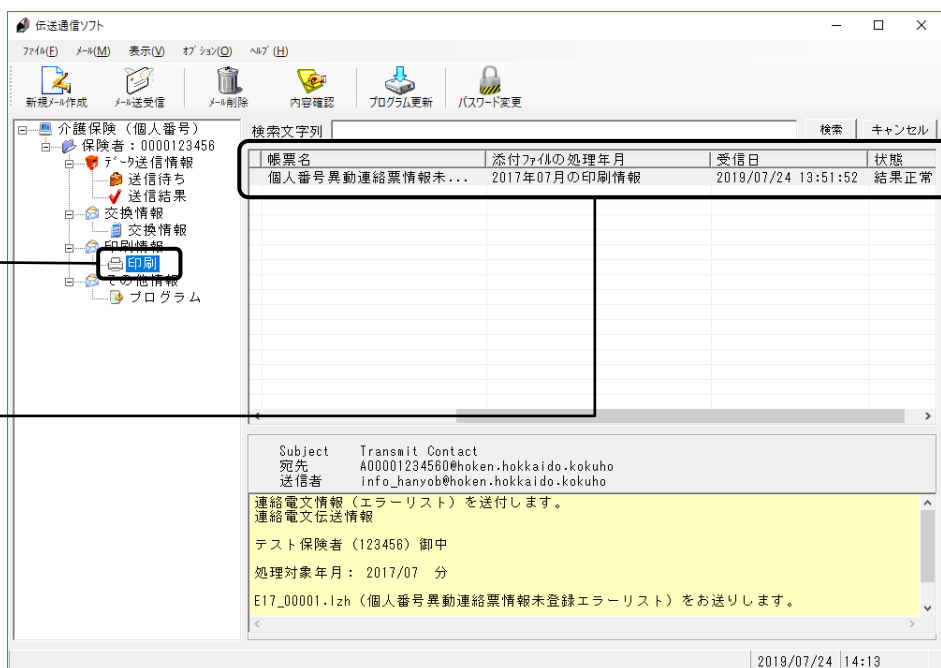 伝送通信ソフト
ファイル(F) メール(M) 表示(V) オプション(O) ヘルプ(H)
新規メール作成 メール送受信 メール削除 内容確認 プログラム更新 パスワード変更
介護保険（個人番号）
保険者：0000123456
データ送信情報
送信待ち
送信結果
交換情報
交換情報
印刷情報
印刷
その他情報
プログラム
検索文字列 検索 キャンセル
帳票名 添付ファイルの処理年月 受信日 状態
個人番号異動連絡票情報未... 2017年07月の印刷情報 2019/07/24 13:51:52 結果正常
Subject Transmit Contact
宛先 A00001234560@hoken.hokkaido.kokuho
送信者 info_hanyob@hoken.hokkaido.kokuho
連絡電文情報（エラーリスト）を送付します。
連絡電文伝送情報
テスト保険者（123456）御中
処理対象年月： 2017/07 分
E17_00001.lzh（個人番号異動連絡票情報未登録エラーリスト）をお送りします。
2019/07/24 14:13